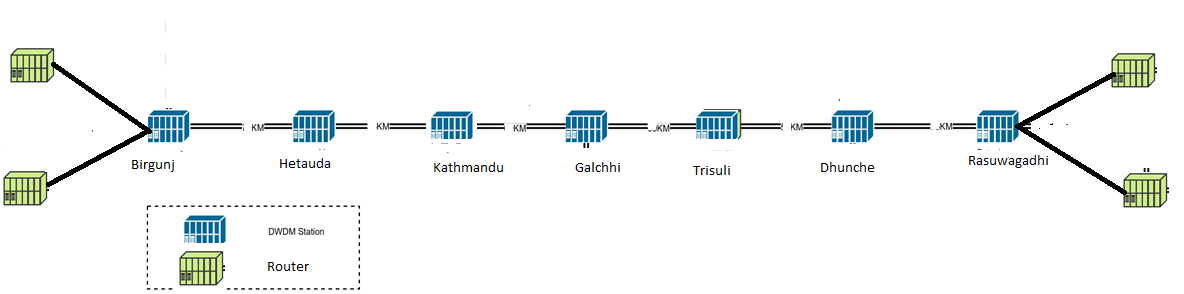 KM
KM
KM
KM
KM
KM
Birgunj
Hetauda
Kathmandu
Galchhi
Trisuli
Dhunche
Rasuwagadhi
DWDM Station
Router